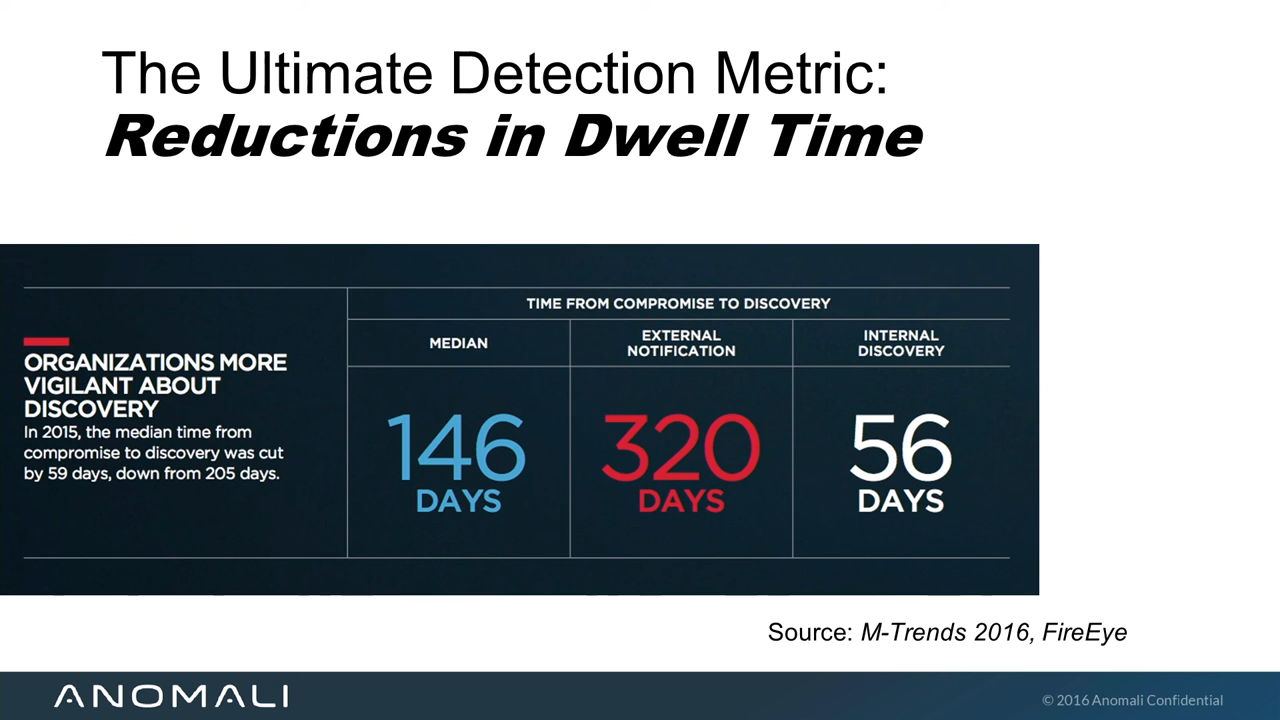 The Ultimate Detection Metric:
Reductions in Dwell Time
ORGANIZATIONS MORE
VIGILANT ABOUT
DISCOVERY
In 2015, the median time from
compromise to discovery was cut
by 59 days, down from 205 days.
TIME FROM COMPROMISE TO DISCOVERY
MEDIAN
146
DAYS
EXTERNAL
NOTIFICATION
320
DAYS
INTERNAL
DISCOVERY
56
DAYS
Source: M-Trends 2016, FireEye
ANOMALI
© 2016 Anomali Confidential